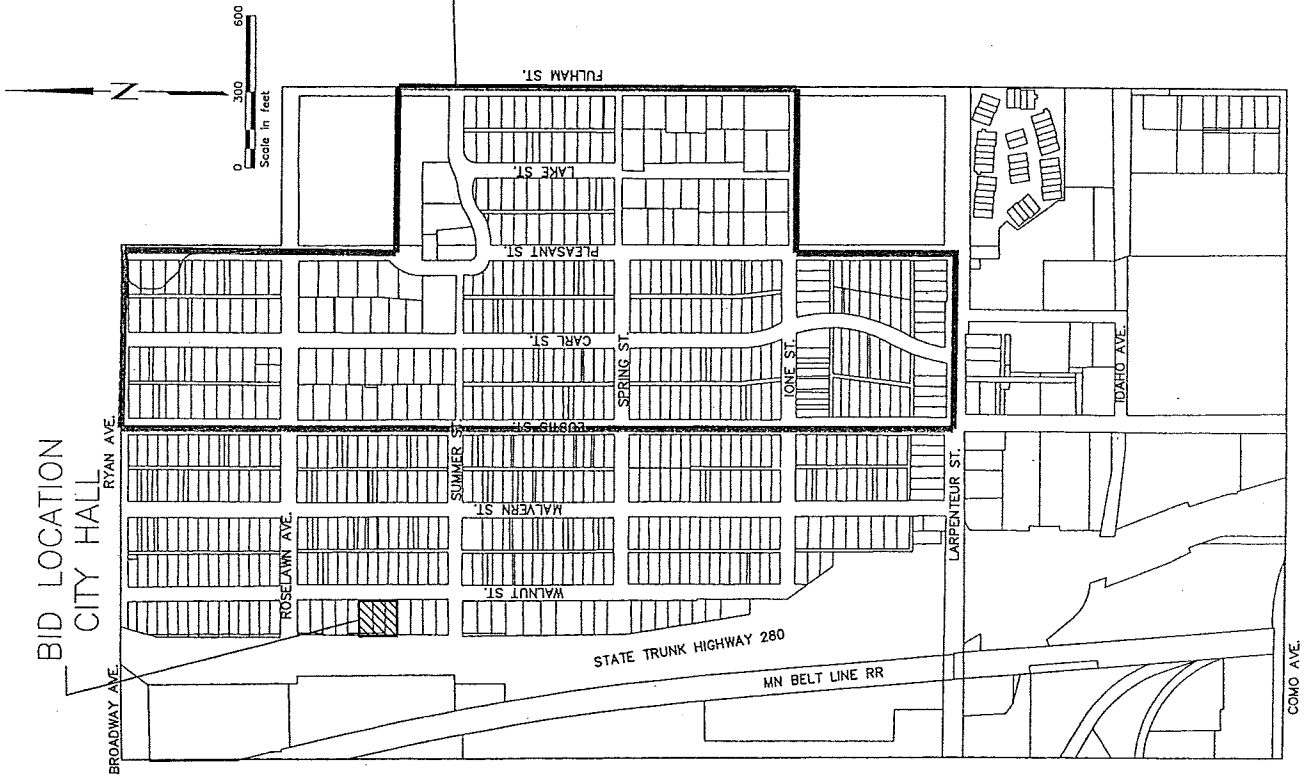 BID LOCATION
CITY HALL
N
0 300 600
Scale in feet
BROADWAY AVE.
RYAN AVE.
FULHAM ST.
LAKE ST.
PLEASANT ST.
CARL ST.
SPRING ST.
IONE ST.
EUSTIS ST.
SUMMER ST.
MALVERN ST.
ROSELAWN AVE.
WALNUT ST.
LARPENTEUR ST.
IDAHO AVE.
STATE TRUNK HIGHWAY 280
MN BELT LINE RR
COMO AVE.